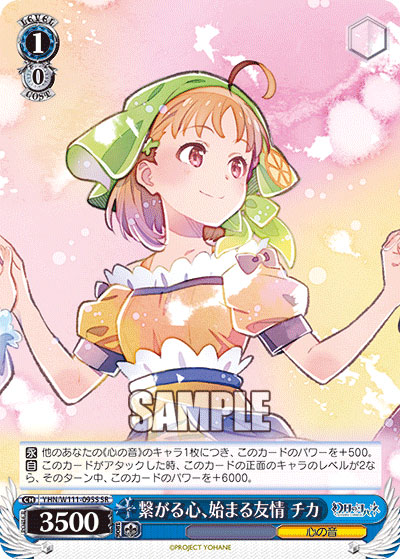 LEVEL
1
0
COST
SAMPLE
永 他のあなたの《心の音》のキャラ1枚につき、このカードのパワーを+500。
自 このカードがアタックした時、このカードの正面のキャラのレベルが2なら、
そのターン中、このカードのパワーを+6000。
CH YHN/W111-095S SR
3500
繋がる心、始まる友情 チカ
心の音
©PROJECT YOHANE